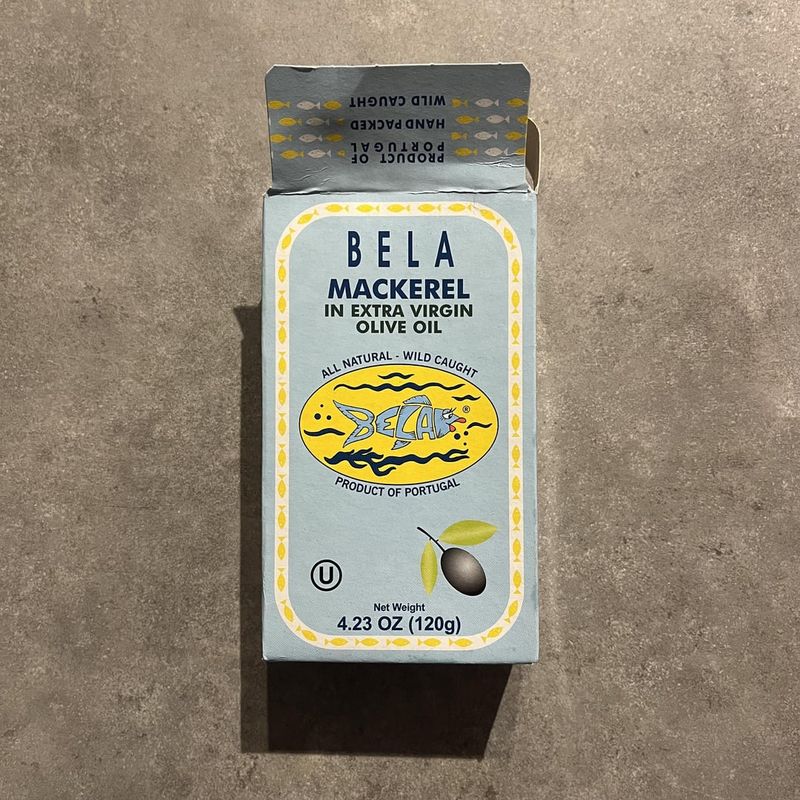 WILD CAUGHT
HAND PACKED
PRODUCT OF
PORTUGAL
BELA
MACKEREL
IN EXTRA VIRGIN
OLIVE OIL
ALL NATURAL - WILD CAUGHT
BELA ®
PRODUCT OF PORTUGAL
U
Net Weight
4.23 OZ (120g)